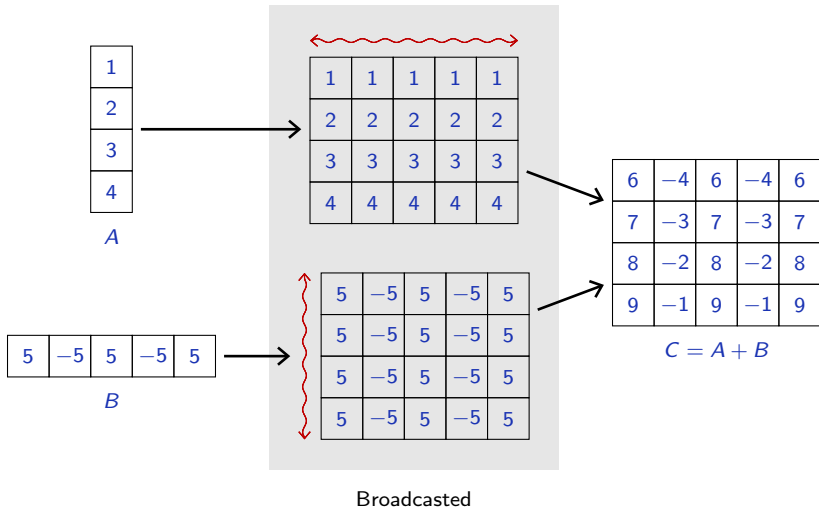 1
2
3
4
A
1 1 1 1 1
2 2 2 2 2
3 3 3 3 3
4 4 4 4 4
5 −5 5 −5 5
B
5 −5 5 −5 5
5 −5 5 −5 5
5 −5 5 −5 5
5 −5 5 −5 5
6 −4 6 −4 6
7 −3 7 −3 7
8 −2 8 −2 8
9 −1 9 −1 9
C = A + B
Broadcasted